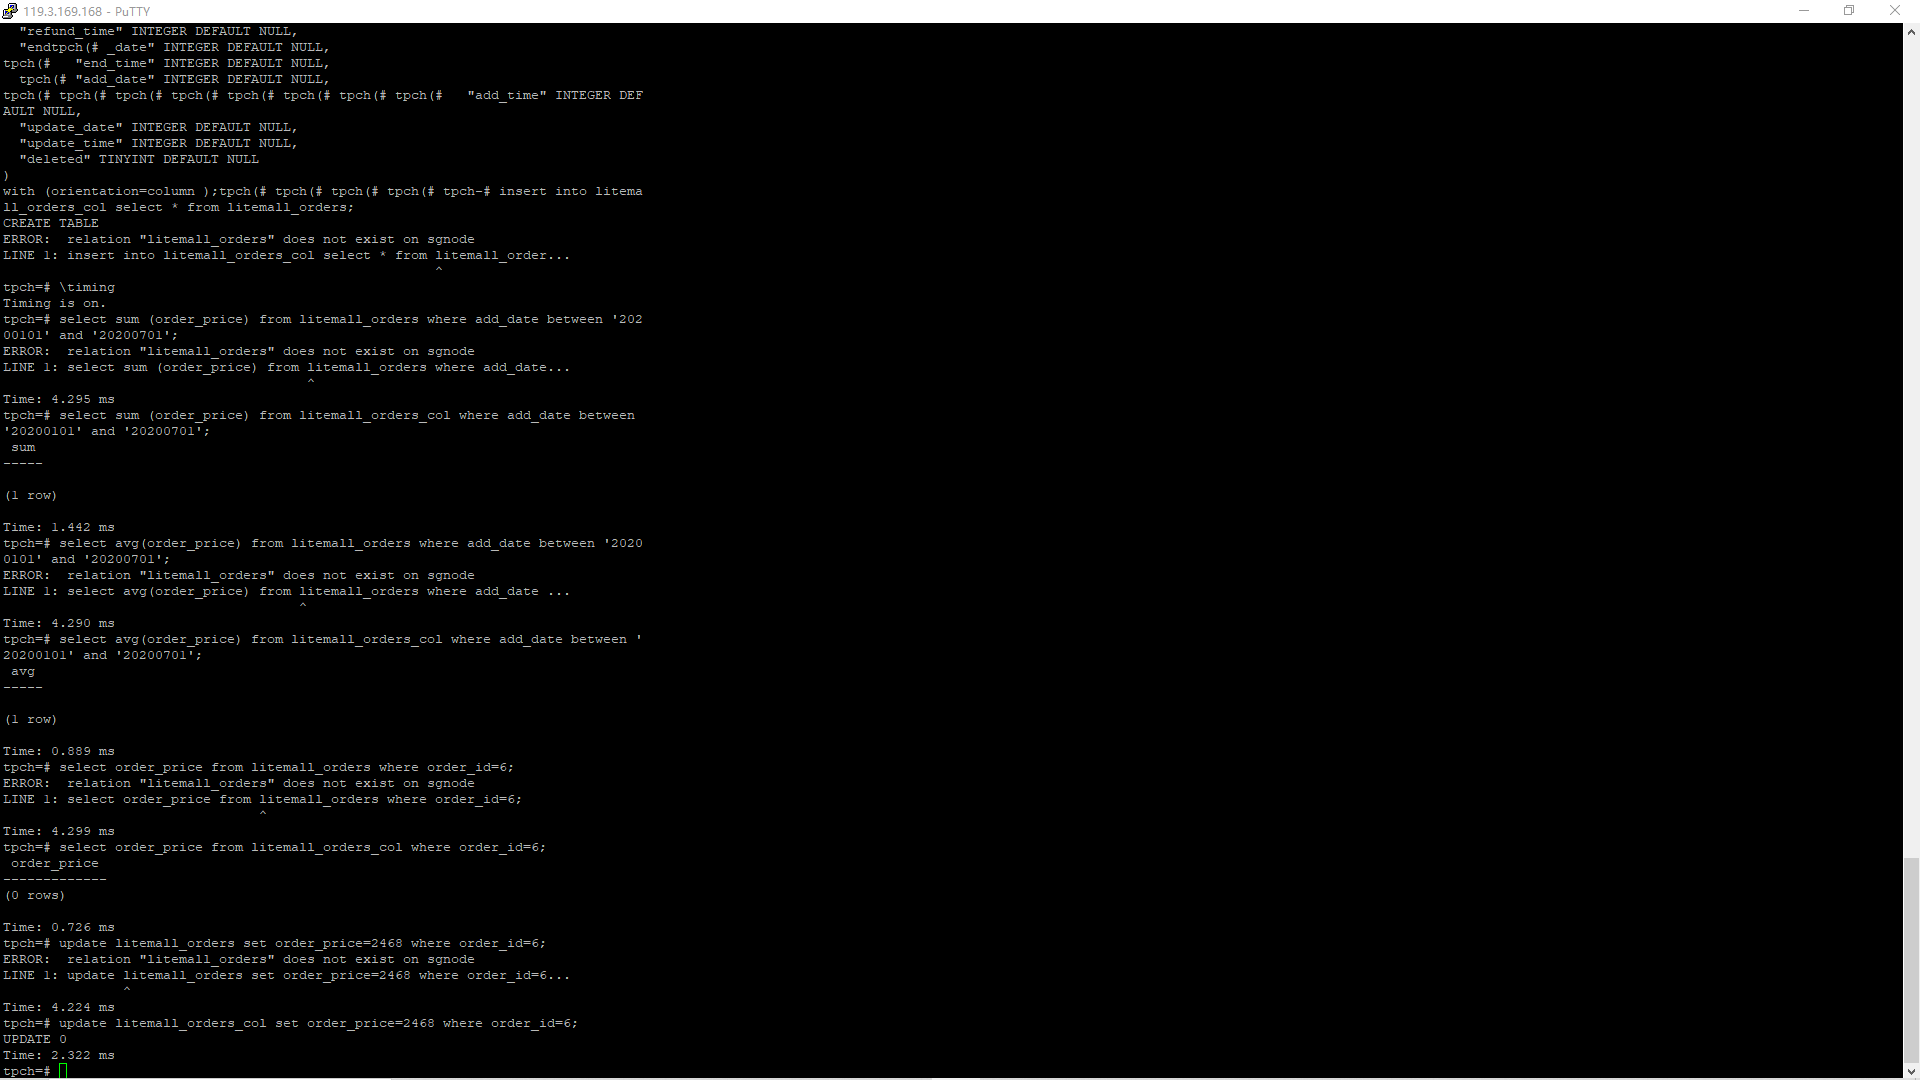 119.3.169.168 - PuTTY
  "refund_time" INTEGER DEFAULT NULL,
  "endtpch(# _date" INTEGER DEFAULT NULL,
tpch(#   "end_time" INTEGER DEFAULT NULL,
  tpch(# "add_date" INTEGER DEFAULT NULL,
tpch(# tpch(# tpch(# tpch(# tpch(# tpch(# tpch(# tpch(#   "add_time" INTEGER DEF
AULT NULL,
  "update_date" INTEGER DEFAULT NULL,
  "update_time" INTEGER DEFAULT NULL,
  "deleted" TINYINT DEFAULT NULL
)
with (orientation=column );tpch(# tpch(# tpch(# tpch(# tpch-# insert into litema
ll_orders_col select * from litemall_orders;
CREATE TABLE
ERROR:  relation "litemall_orders" does not exist on sgnode
LINE 1: insert into litemall_orders_col select * from litemall_order...
^
tpch=# \timing
Timing is on.
tpch=# select sum (order_price) from litemall_orders where add_date between '202
00101' and '20200701';
ERROR:  relation "litemall_orders" does not exist on sgnode
LINE 1: select sum (order_price) from litemall_orders where add_date...
^
Time: 4.295 ms
tpch=# select sum (order_price) from litemall_orders_col where add_date between
'20200101' and '20200701';
 sum
-----

(1 row)

Time: 1.442 ms
tpch=# select avg(order_price) from litemall_orders where add_date between '2020
0101' and '20200701';
ERROR:  relation "litemall_orders" does not exist on sgnode
LINE 1: select avg(order_price) from litemall_orders where add_date ...
^
Time: 4.290 ms
tpch=# select avg(order_price) from litemall_orders_col where add_date between '
20200101' and '20200701';
 avg
-----

(1 row)

Time: 0.889 ms
tpch=# select order_price from litemall_orders where order_id=6;
ERROR:  relation "litemall_orders" does not exist on sgnode
LINE 1: select order_price from litemall_orders where order_id=6;
^
Time: 4.299 ms
tpch=# select order_price from litemall_orders_col where order_id=6;
 order_price
-------------
(0 rows)

Time: 0.726 ms
tpch=# update litemall_orders set order_price=2468 where order_id=6;
ERROR:  relation "litemall_orders" does not exist on sgnode
LINE 1: update litemall_orders set order_price=2468 where order_id=6...
^
Time: 4.224 ms
tpch=# update litemall_orders_col set order_price=2468 where order_id=6;
UPDATE 0
Time: 2.322 ms
tpch=#